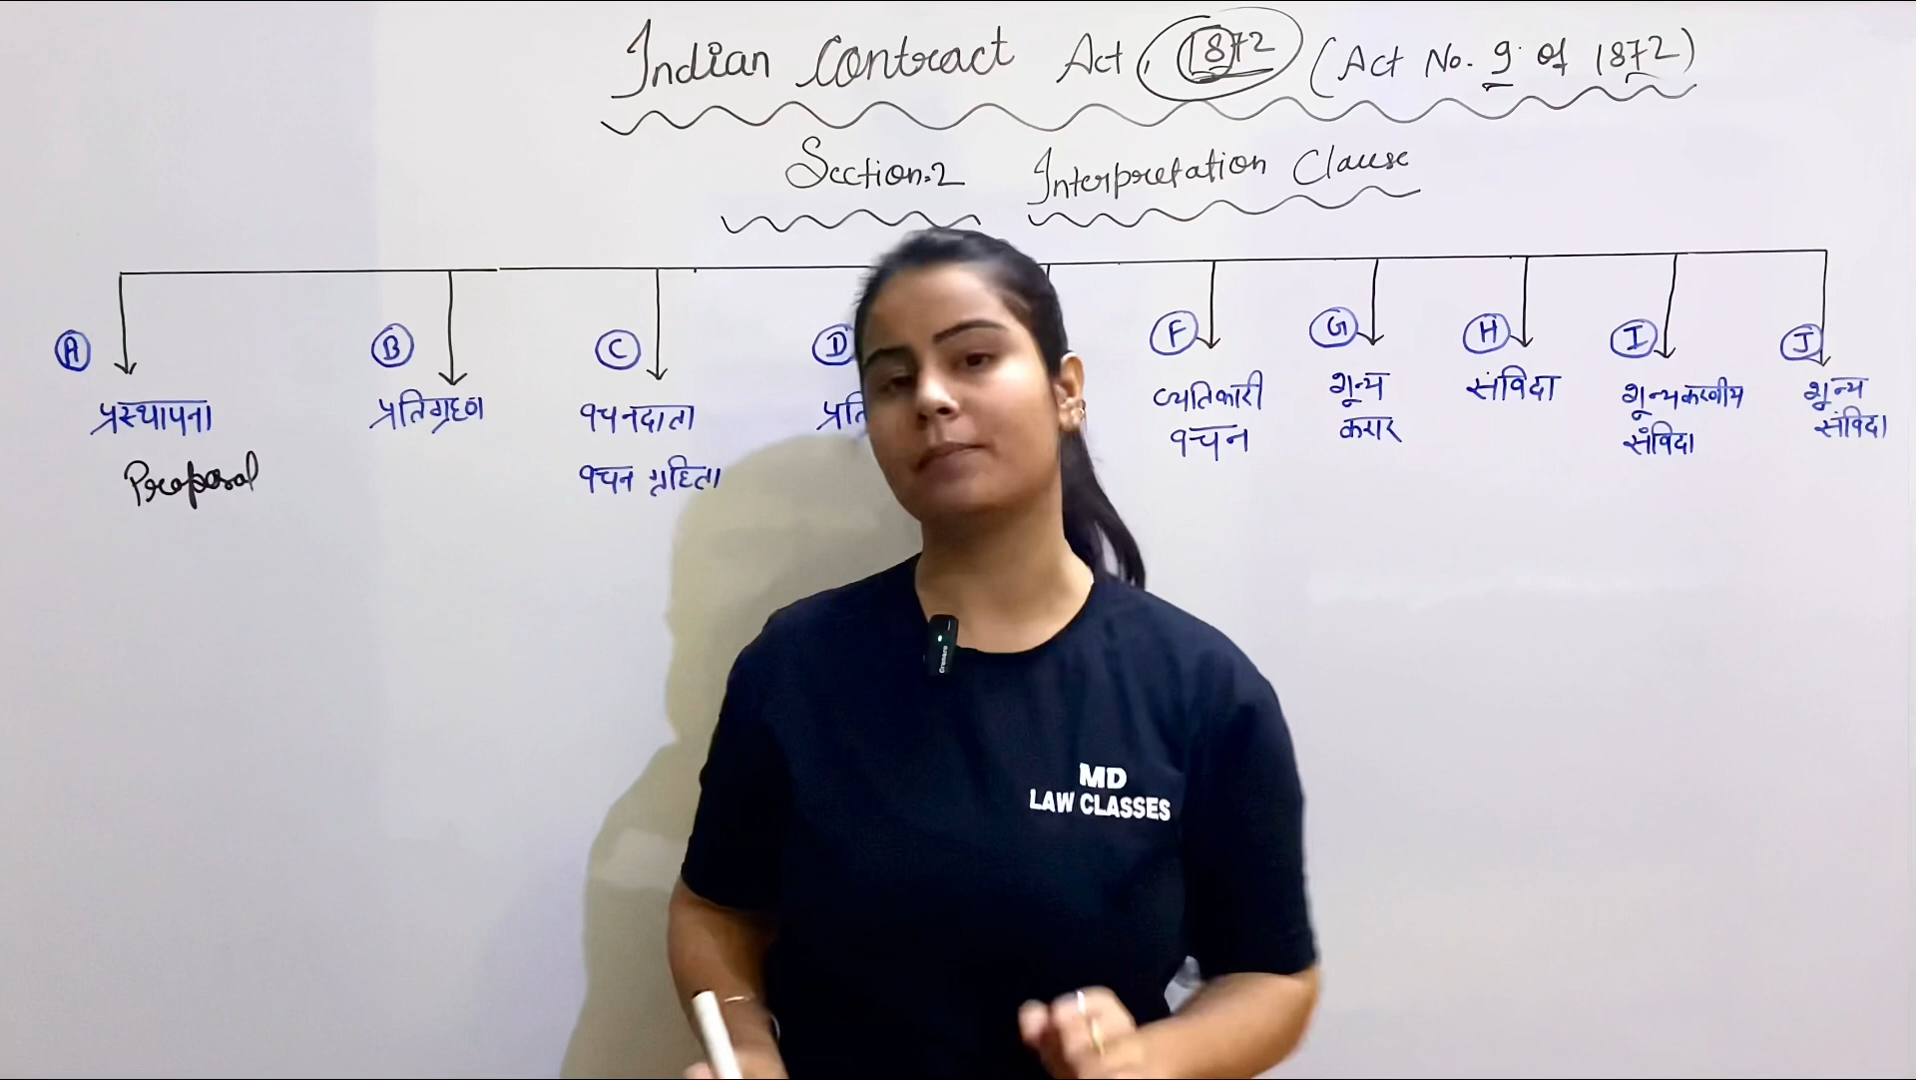 Indian Contract Act, 1872 (Act No. 9 of 1872)
Section.2 Interpretation Clause
A B C D F G H I J
प्रस्थापना
Proposal
प्रतिग्रहण
वचनदाता
वचन ग्रहिता
प्रति
व्यतिकारी
वचन
शून्य
करार
संविदा
शून्यकरणीय
संविदा
शून्य
संविदा
MD
LAW CLASSES